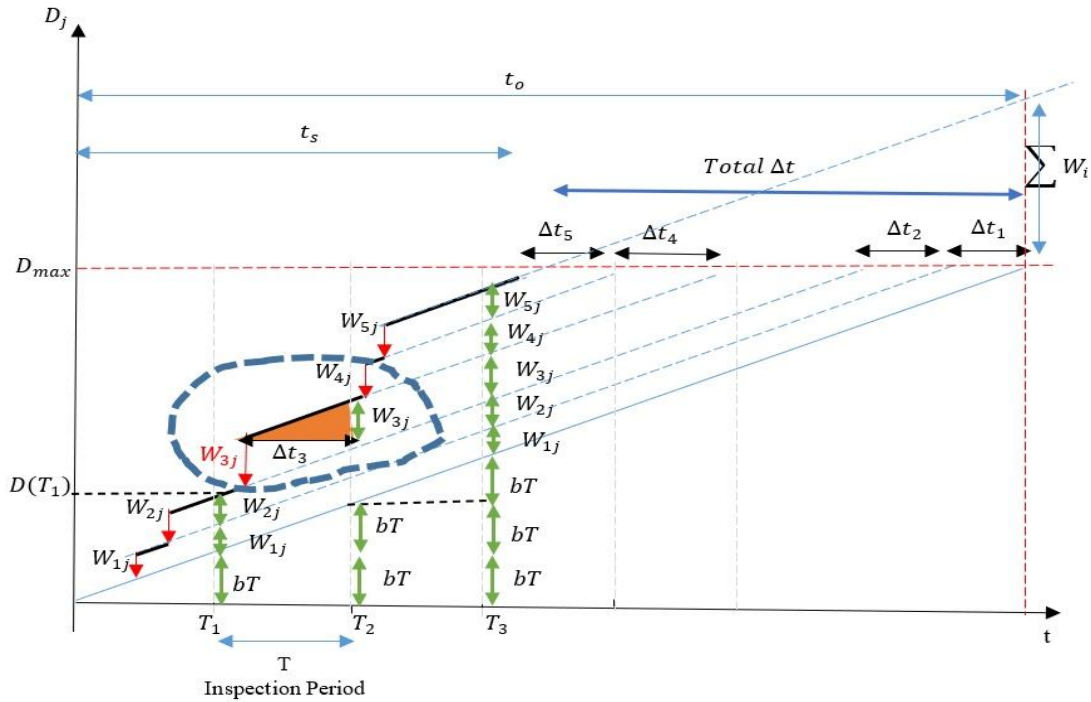 D_j
t_o
t_s
Total Δt
∑ W_i
Δt_5
Δt_4
Δt_2
Δt_1
D_max
W_5j
W_5j
W_4j
W_4j
W_3j
W_3j
W_2j
W_3j
Δt_3
W_1j
D(T_1)
W_2j
W_2j
bT
W_1j
W_1j
bT
bT
bT
bT
bT
T_1
T_2
T_3
t
T
Inspection Period